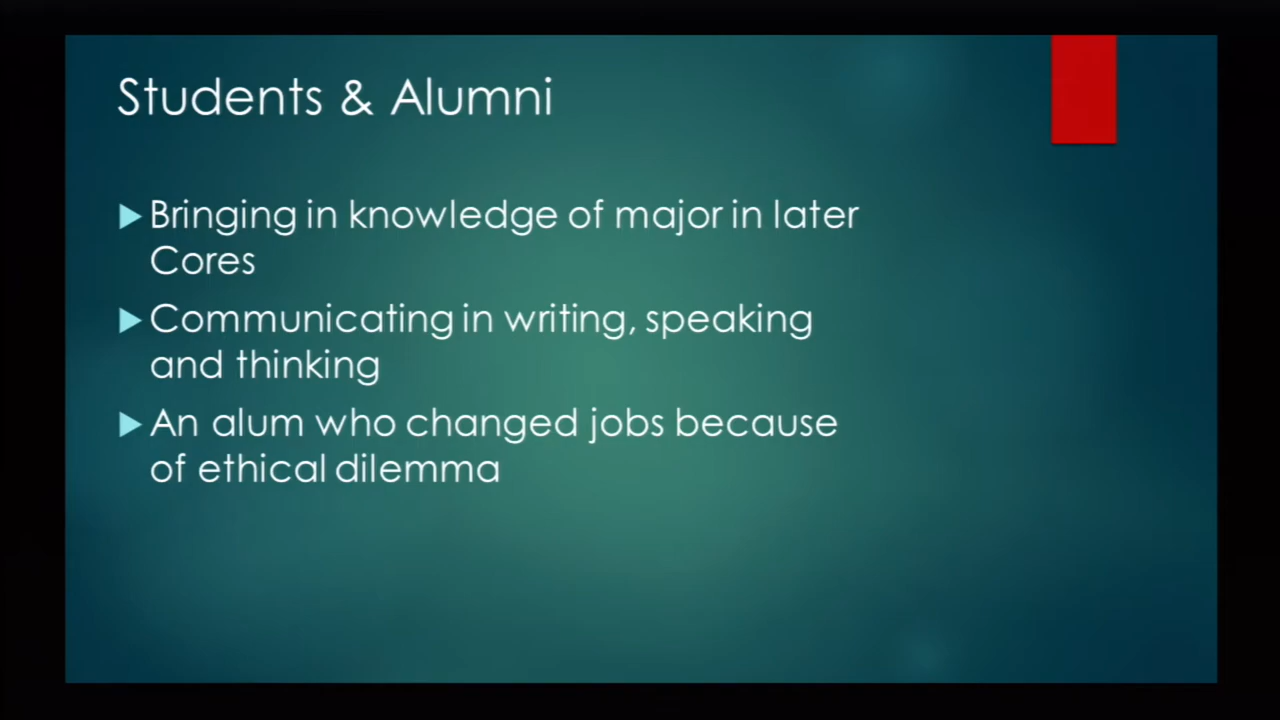 Students & Alumni
Bringing in knowledge of major in later
Cores
Communicating in writing, speaking
and thinking
An alum who changed jobs because
of ethical dilemma